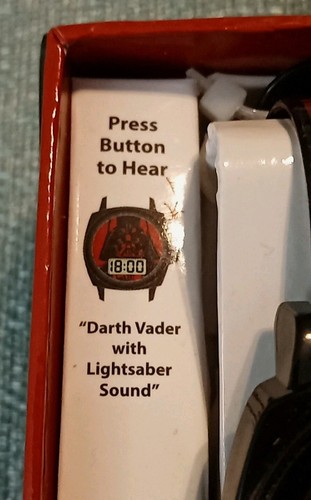 Press
Button
to Hear
18:00
"Darth Vader
with
Lightsaber
Sound"